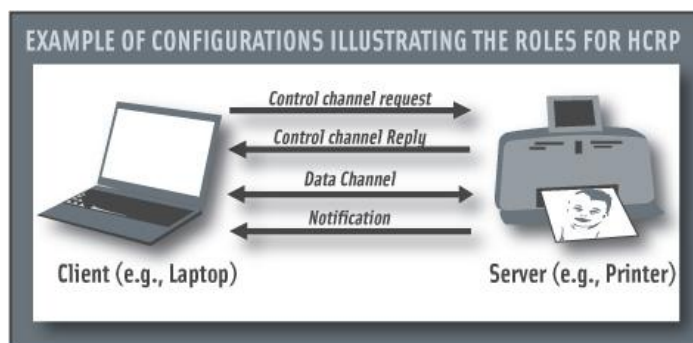 EXAMPLE OF CONFIGURATIONS ILLUSTRATING THE ROLES FOR HCRP
Control channel request
Control channel Reply
Data Channel
Notification
Client (e.g., Laptop)
Server (e.g., Printer)